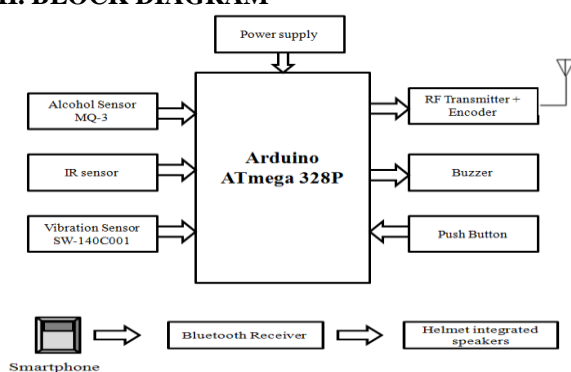 II. BLOCK DIAGRAM
Power supply
Alcohol Sensor
MQ-3
RF Transmitter +
Encoder
IR sensor
Arduino
ATmega 328P
Buzzer
Vibration Sensor
SW-140C001
Push Button
Bluetooth Receiver
Helmet integrated
speakers
Smartphone